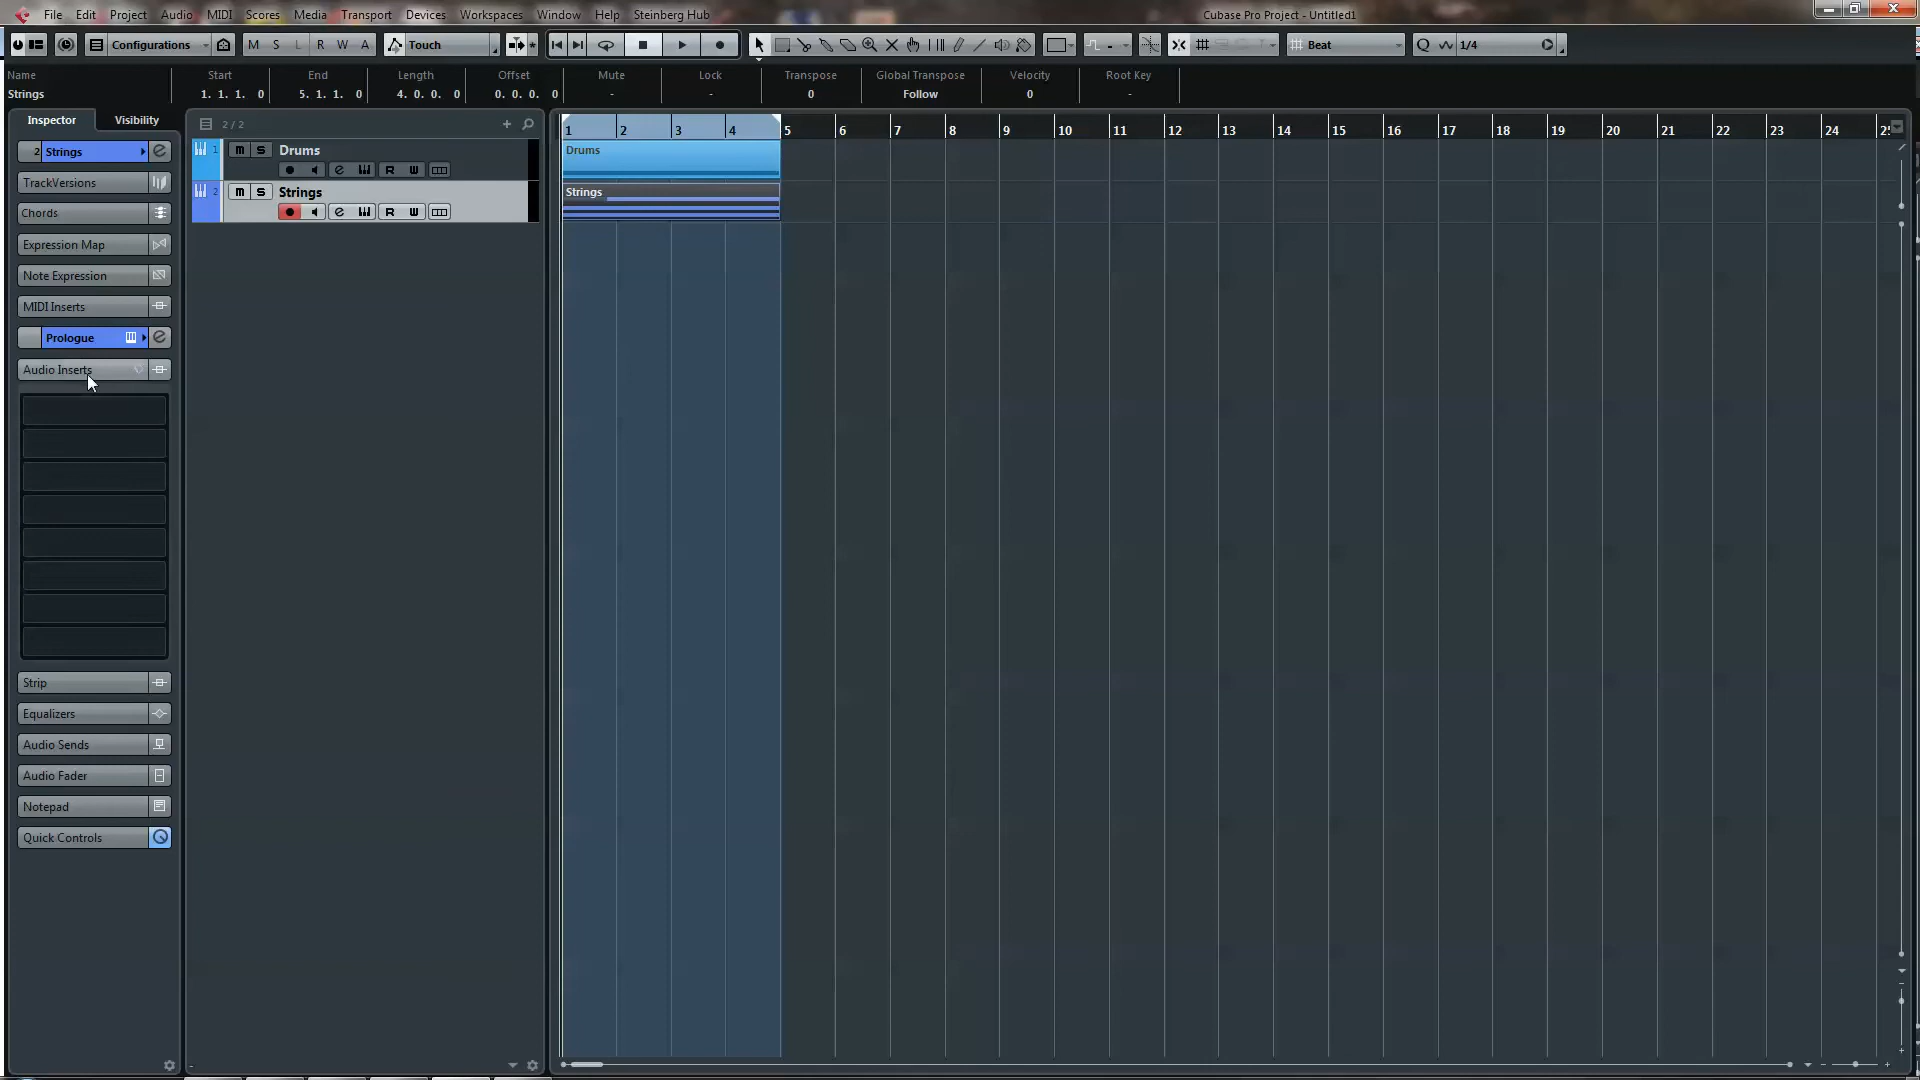 File Edit Project Audio MIDI Scores Media Transport Devices Workspaces Window Help Steinberg Hub Cubase Pro Project - Untitled1
Configurations M S L R W A Touch Beat Q 1/4
Name Start End Length Offset Mute Lock Transpose Global Transpose Velocity Root Key
Strings 1. 1. 1. 0 5. 1. 1. 0 4. 0. 0. 0 0. 0. 0. 0 - - 0 Follow 0 -
Inspector Visibility 2 / 2 +
1 2 3 4 5 6 7 8 9 10 11 12 13 14 15 16 17 18 19 20 21 22 23 24
2 Strings e
1 m S Drums
Drums
e R W
TrackVersions
2 m S Strings
Strings
e R W
Chords
Expression Map
Note Expression
MIDI Inserts
Prologue e
Audio Inserts
Strip
Equalizers
Audio Sends
Audio Fader
Notepad
Quick Controls